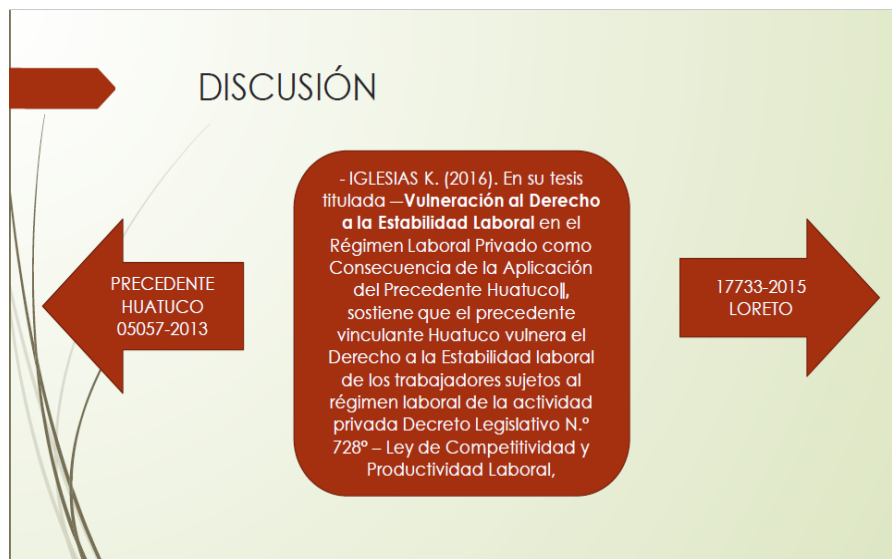 DISCUSIÓN
PRECEDENTE
HUATUCO
05057-2013
- IGLESIAS K. (2016). En su tesis
titulada ―Vulneración al Derecho
a la Estabilidad Laboral en el
Régimen Laboral Privado como
Consecuencia de la Aplicación
del Precedente Huatuco‖,
sostiene que el precedente
vinculante Huatuco vulnera el
Derecho a la Estabilidad laboral
de los trabajadores sujetos al
régimen laboral de la actividad
privada Decreto Legislativo N.º
728º – Ley de Competitividad y
Productividad Laboral,
17733-2015
LORETO